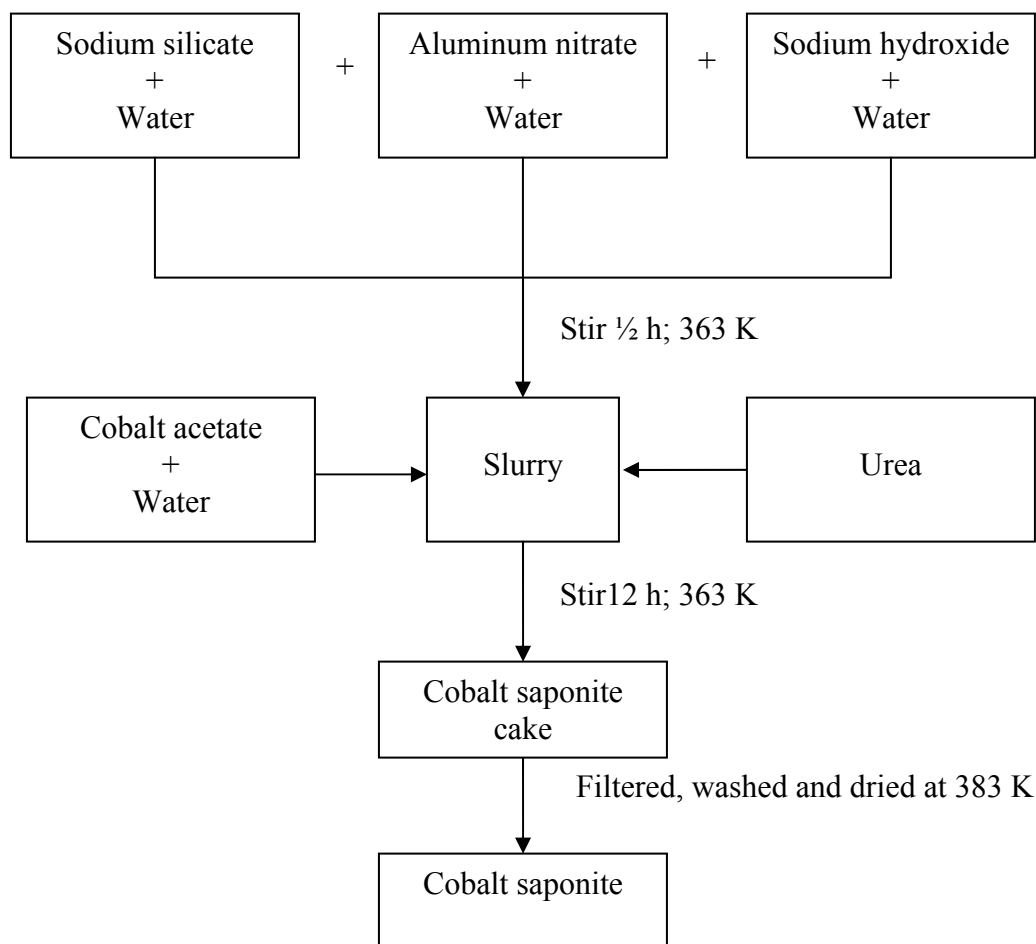 Sodium silicate
+
Water
+
Aluminum nitrate
+
Water
+
Sodium hydroxide
+
Water
Stir ½ h; 363 K
Cobalt acetate
+
Water
Slurry
Urea
Stir12 h; 363 K
Cobalt saponite
cake
Filtered, washed and dried at 383 K
Cobalt saponite